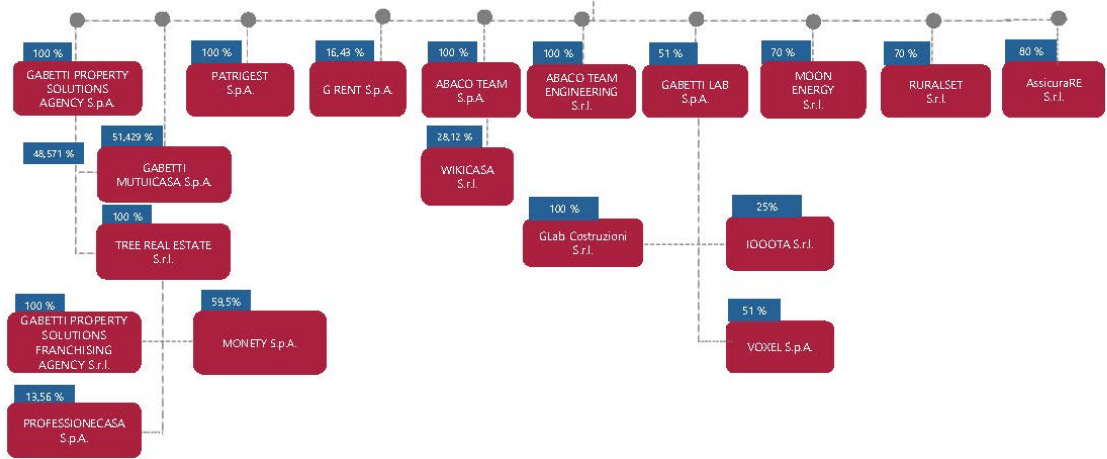 100 %
GABETTI PROPERTY
SOLUTIONS
AGENCY S.p.A.
100 %
PATRIGEST
S.p.A.
16,43 %
G RENT S.p.A.
100 %
ABACO TEAM
S.p.A.
100 %
ABACO TEAM
ENGINEERING
S.r.l.
51 %
GABETTI LAB
S.p.A.
70 %
MOON
ENERGY
S.r.l.
70 %
RURALSET
S.r.l.
80 %
AssicuraRE
S.r.l.
51,429 %
48,571 %
GABETTI
MUTUICASA S.p.A.
28,12 %
WIKICASA
S.r.l.
100 %
TREE REAL ESTATE
S.r.l.
100 %
GLab Costruzioni
S.r.l.
25%
IOOOTA S.r.l.
100 %
GABETTI PROPERTY
SOLUTIONS
FRANCHISING
AGENCY S.r.l.
59,5%
MONETY S.p.A.
51 %
VOXEL S.p.A.
13,56 %
PROFESSIONECASA
S.p.A.